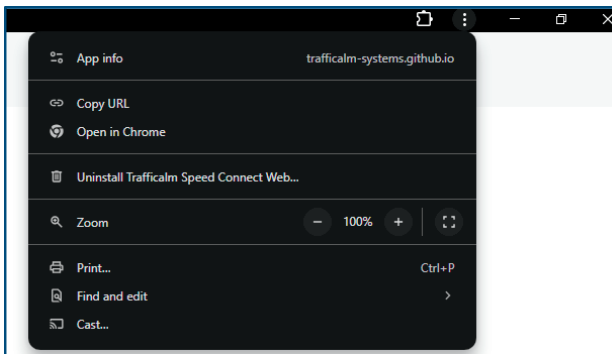 App info trafficalm-systems.github.io
Copy URL
Open in Chrome
Uninstall Trafficalm Speed Connect Web...
Zoom 100%
Print... Ctrl+P
Find and edit
Cast...